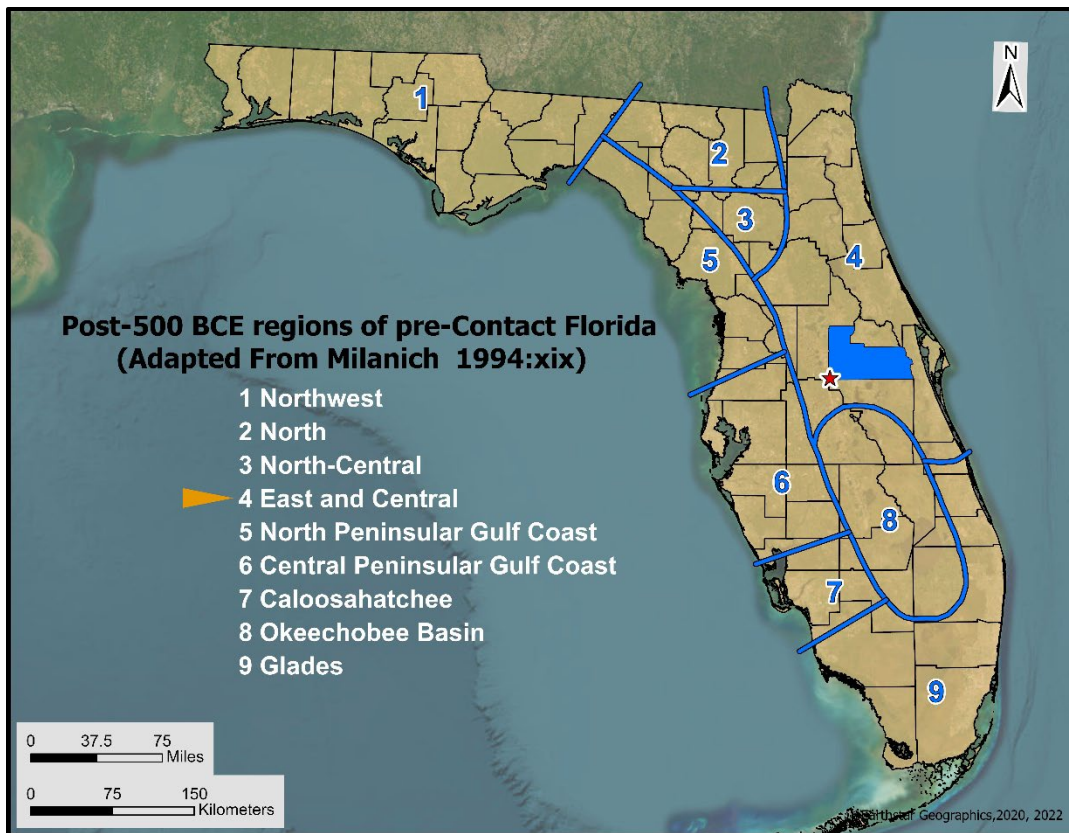 N
1
2
3
4
5
Post-500 BCE regions of pre-Contact Florida
(Adapted From Milanich 1994:xix)
1 Northwest
2 North
3 North-Central
4 East and Central
5 North Peninsular Gulf Coast
6 Central Peninsular Gulf Coast
7 Caloosahatchee
8 Okeechobee Basin
9 Glades
6
8
7
9
0 37.5 75
Miles
0 75 150
Kilometers
Earthstar Geographics,2020, 2022